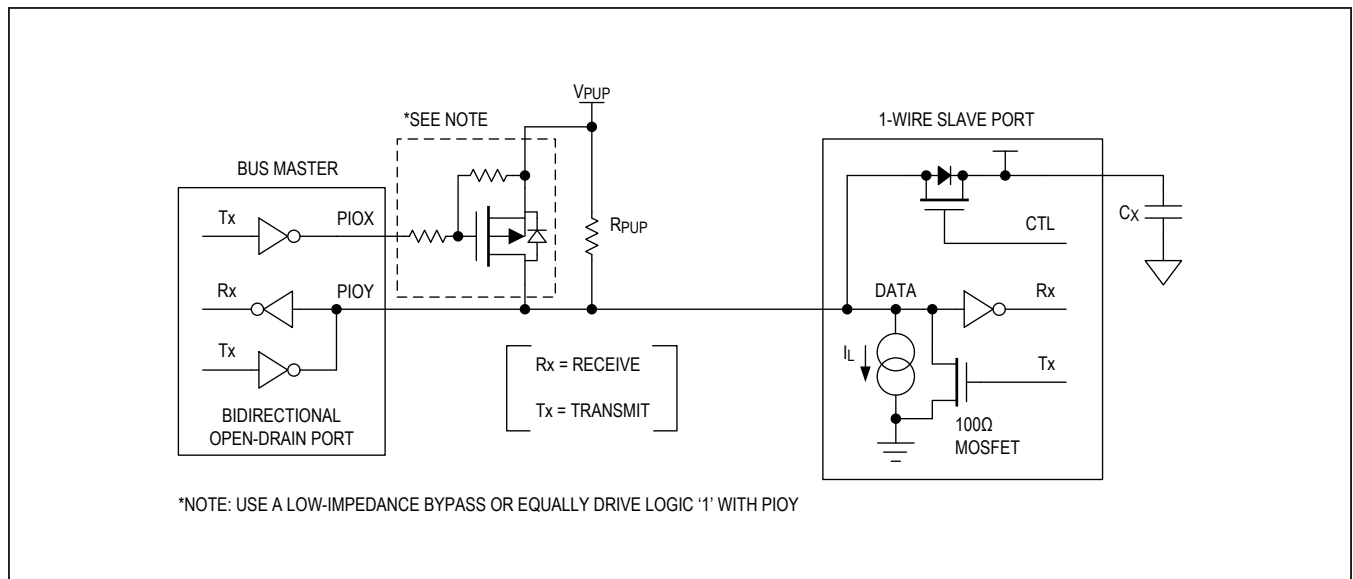 VPUP
*SEE NOTE
1-WIRE SLAVE PORT
BUS MASTER
Tx
PIOX
RPUP
CX
CTL
Rx
PIOY
DATA
Rx
Tx
IL
Tx
Rx = RECEIVE
Tx = TRANSMIT
BIDIRECTIONAL
OPEN-DRAIN PORT
100Ω
MOSFET
*NOTE: USE A LOW-IMPEDANCE BYPASS OR EQUALLY DRIVE LOGIC ‘1’ WITH PIOY